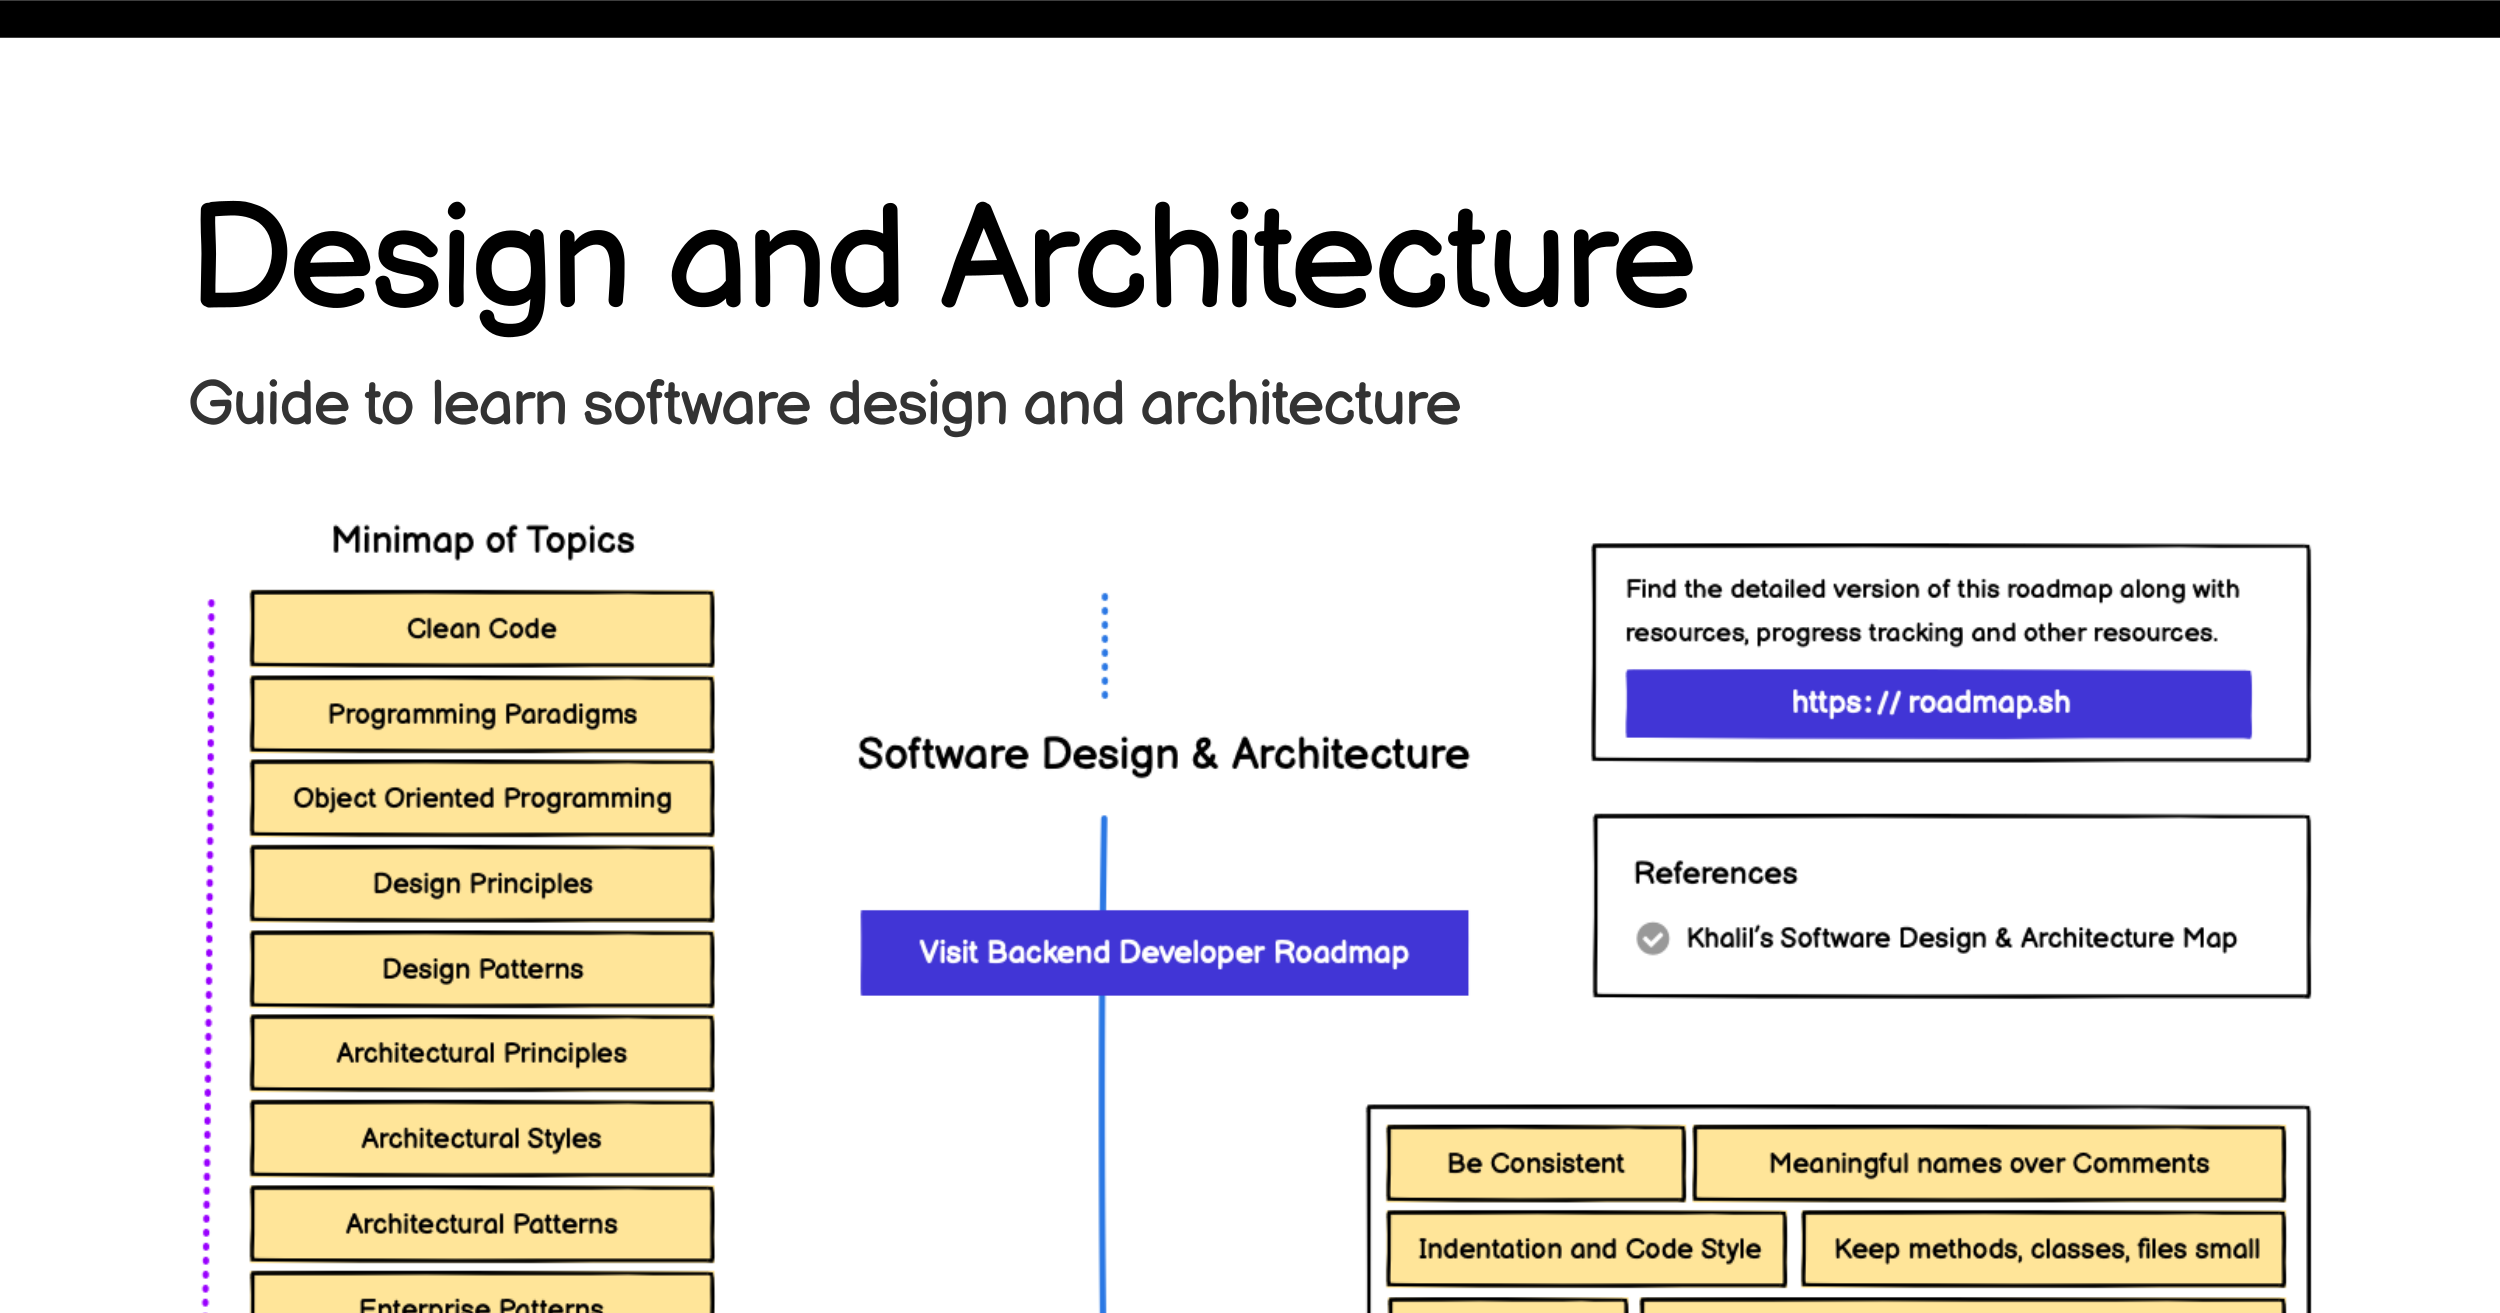 Design and Architecture
Guide to learn software design and architecture
Minimap of Topics
Clean Code
Programming Paradigms
Object Oriented Programming
Design Principles
Design Patterns
Architectural Principles
Architectural Styles
Architectural Patterns
Enterprise Patterns
Software Design & Architecture
Visit Backend Developer Roadmap
Find the detailed version of this roadmap along with
resources, progress tracking and other resources.
https: // roadmap.sh
References
Khalil's Software Design & Architecture Map
Be Consistent
Meaningful names over Comments
Indentation and Code Style
Keep methods, classes, files small